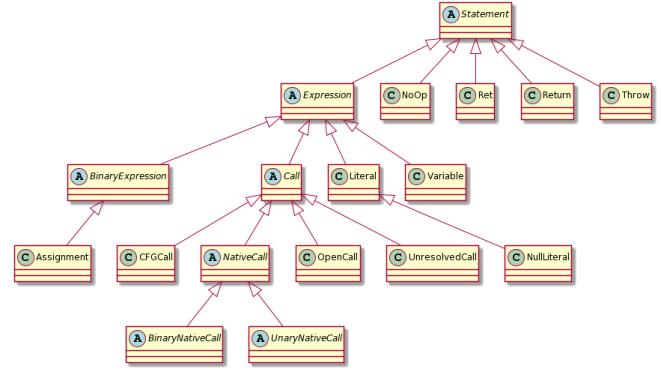 A Statement
A Expression
C NoOp
C Ret
C Return
C Throw
A BinaryExpression
A Call
C Literal
C Variable
C Assignment
C CFGCall
A NativeCall
C OpenCall
C UnresolvedCall
C NullLiteral
A BinaryNativeCall
A UnaryNativeCall